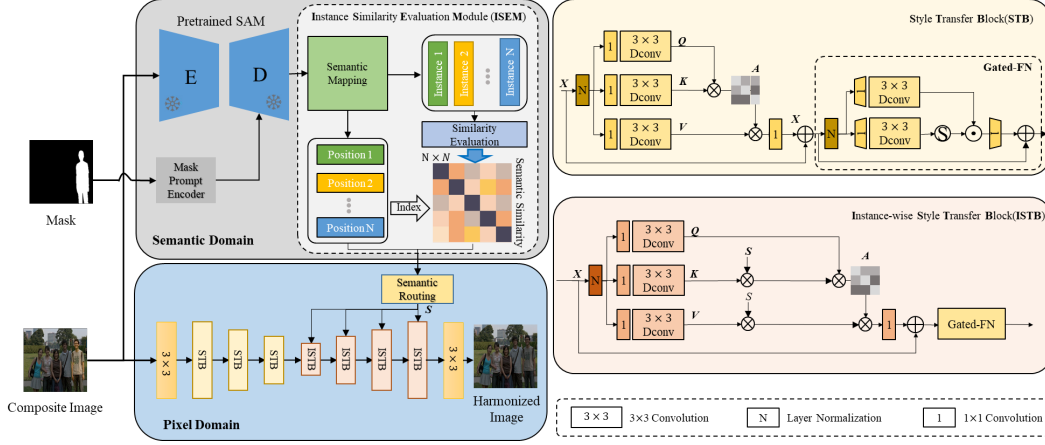 Pretrained SAM
E
D
Mask
Prompt
Encoder
Mask
Semantic Domain
Instance Similarity Evaluation Module (ISEM)
Semantic
Mapping
Instance 1
Instance 2
Instance N
Similarity
Evaluation
Position 1
Position 2
Position N
Index
N × N
Semantic Similarity
Semantic
Routing
S
3 × 3
STB
STB
STB
ISTB
ISTB
ISTB
ISTB
3 × 3
Composite Image
Harmonized
Image
Pixel Domain
Style Transfer Block(STB)
X
N
1
3 × 3
Dconv
Q
1
3 × 3
Dconv
K
1
3 × 3
Dconv
V
A
1
X
Gated-FN
N
1
3 × 3
Dconv
1
3 × 3
Dconv
S
1
Instance-wise Style Transfer Block(ISTB)
X
N
1
3 × 3
Dconv
Q
1
3 × 3
Dconv
K
S
1
3 × 3
Dconv
V
S
A
1
Gated-FN
3 × 3
3×3 Convolution
N
Layer Normalization
1
1×1 Convolution